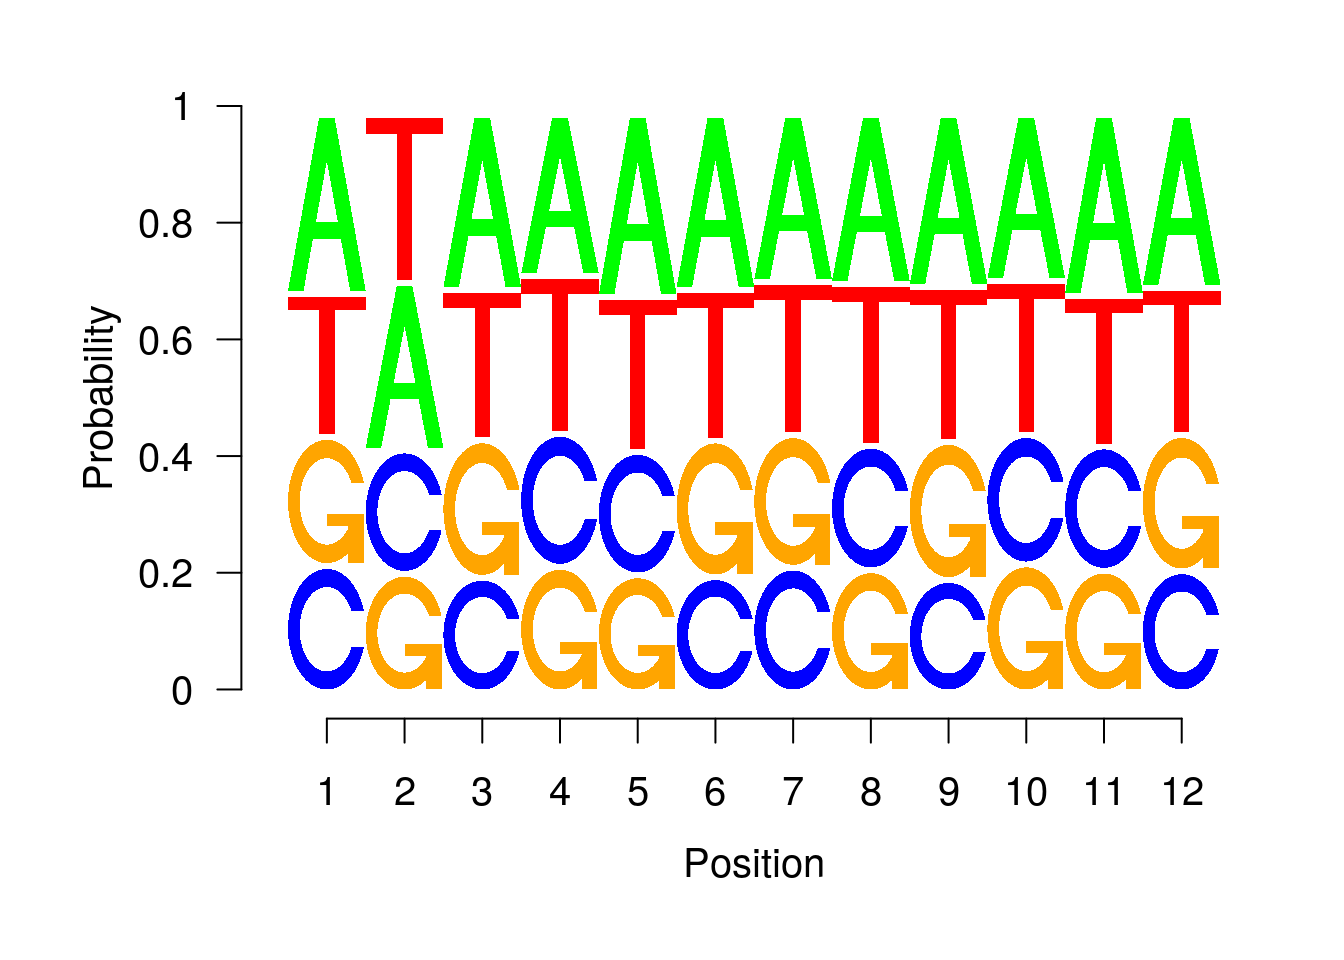 1
0.8
0.6
0.4
0.2
0
Probability
ATAAAAAAAAAA
TATTTTTTTTTT
GCGCCGGCGCCG
CGCGGCCGCGGC
1 2 3 4 5 6 7 8 9 10 11 12
Position